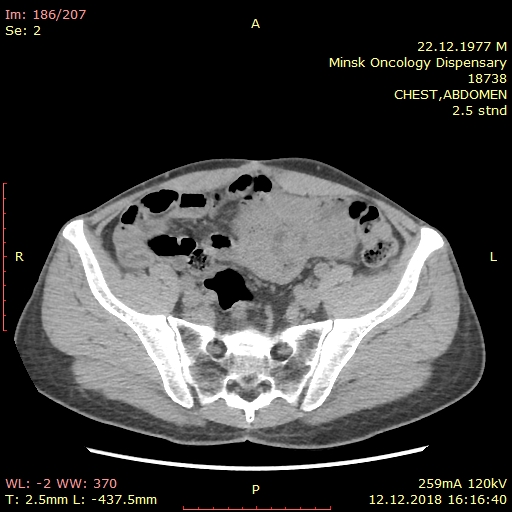 Im: 186/207
Se: 2
A
22.12.1977 M
Minsk Oncology Dispensary
18738
CHEST,ABDOMEN
2.5 stnd
R
L
WL: -2 WW: 370
T: 2.5mm L: -437.5mm
P
259mA 120kV
12.12.2018 16:16:40